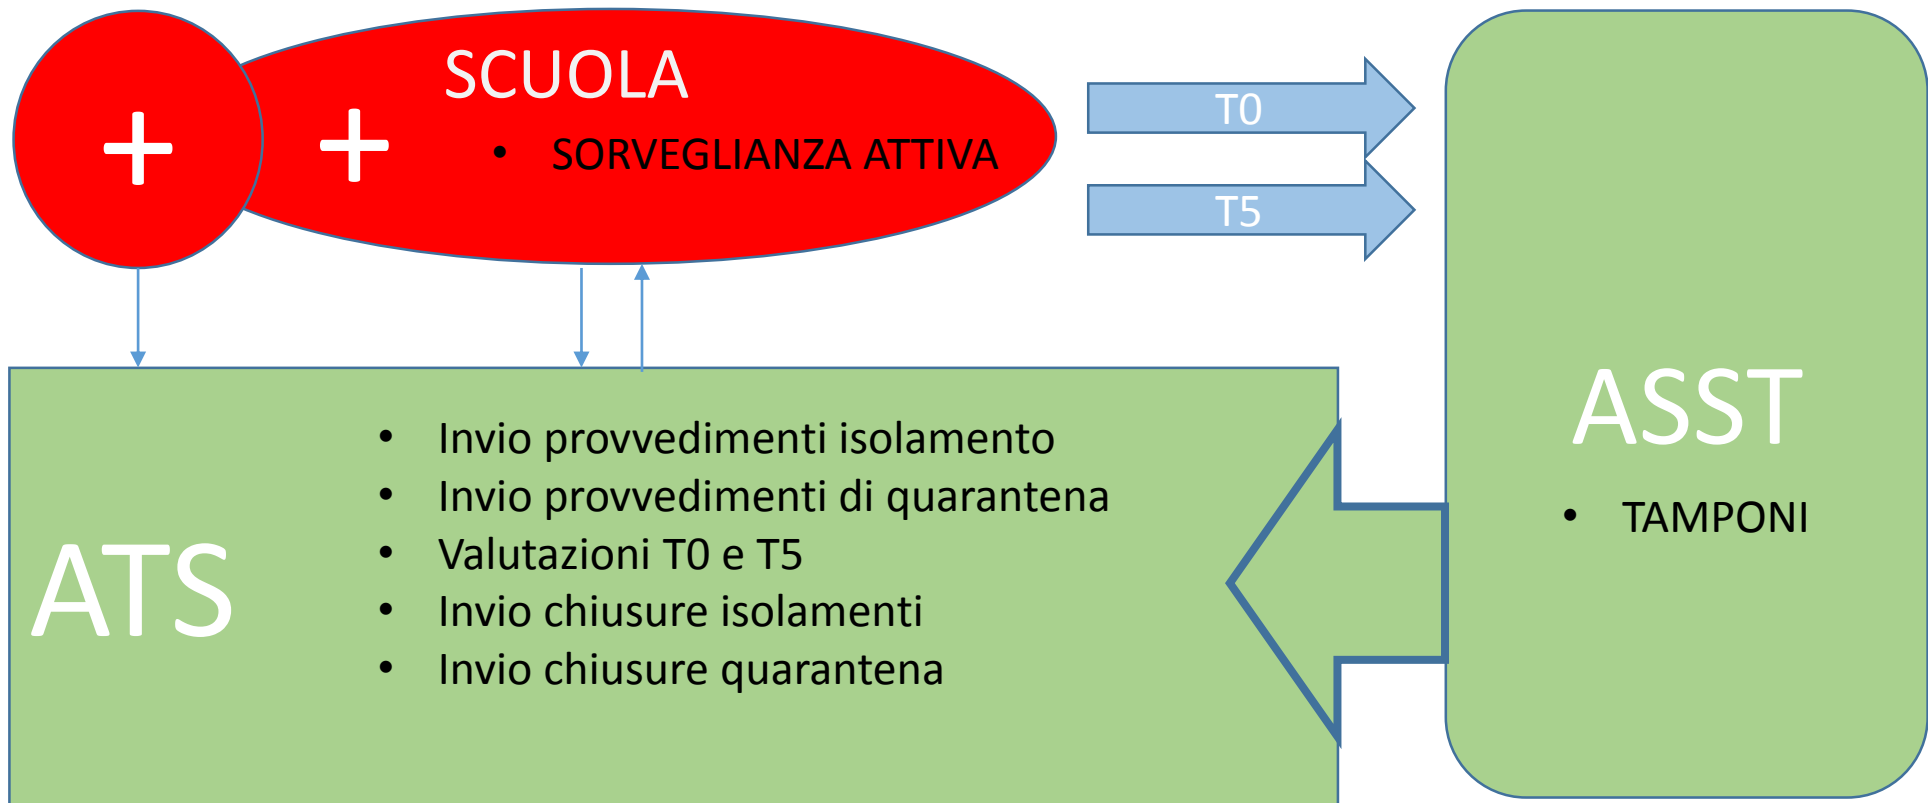 +
+
SCUOLA
• SORVEGLIANZA ATTIVA
T0
T5
ATS
• Invio provvedimenti isolamento
• Invio provvedimenti di quarantena
• Valutazioni T0 e T5
• Invio chiusure isolamenti
• Invio chiusure quarantena
ASST
• TAMPONI